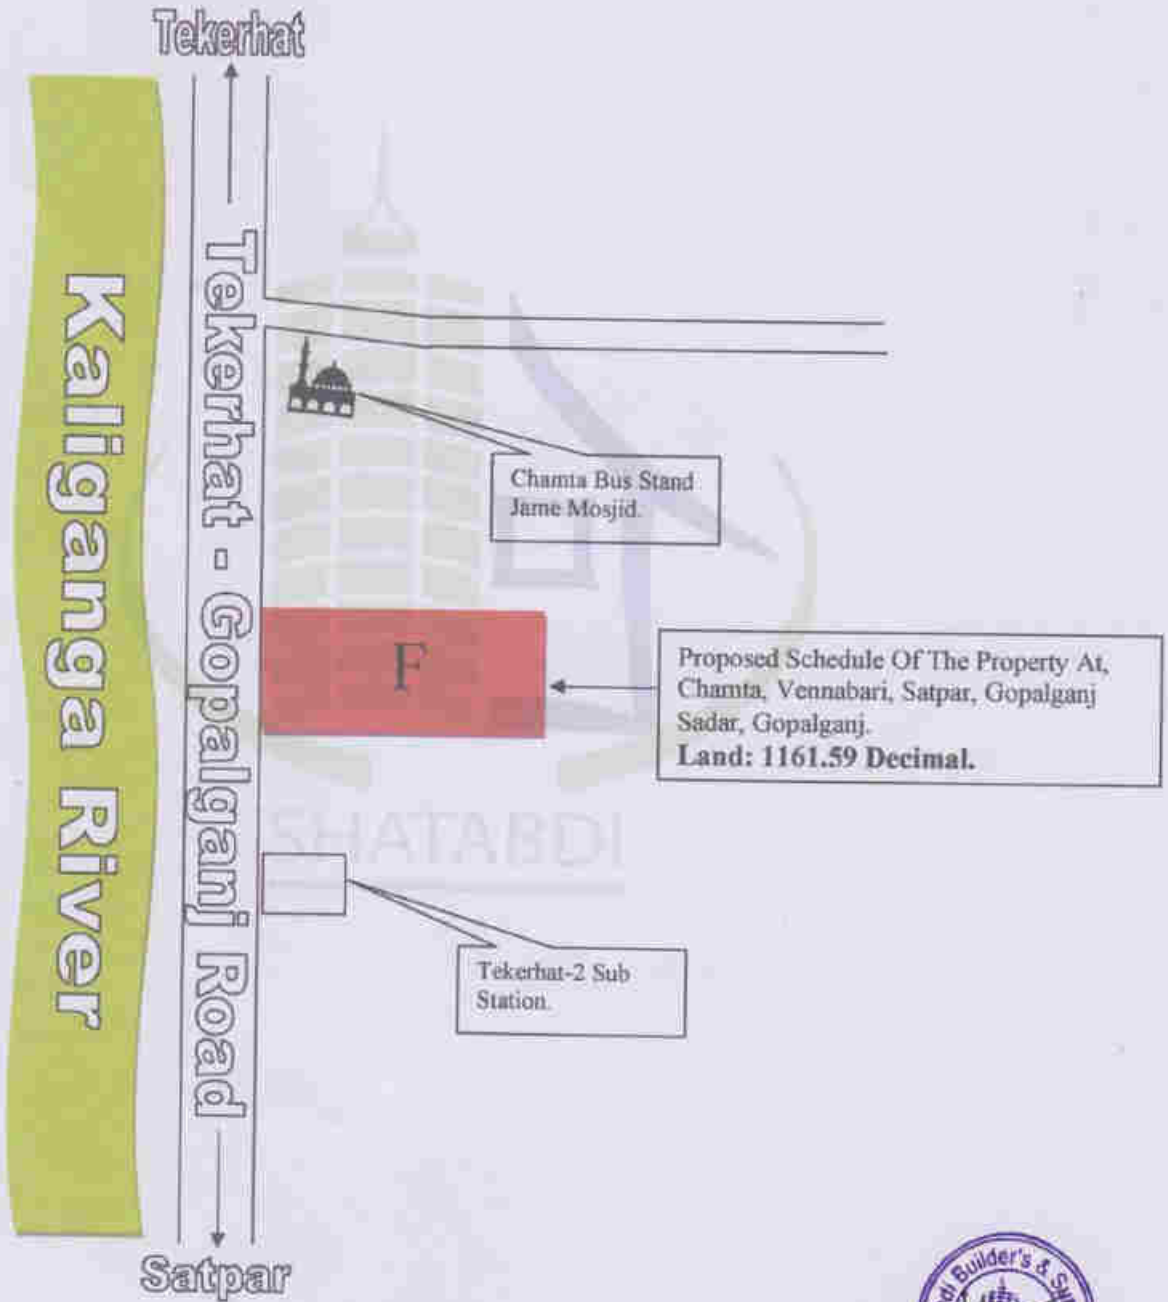 Tekerhat
Kaliganga River
Tekerhat - Gopalganj Road
Chamta Bus Stand
Jame Mosjid.
F
Proposed Schedule Of The Property At,
Chamta, Vennabari, Satpar, Gopalganj
Sadar, Gopalganj.
Land: 1161.59 Decimal.
SHATABDI
Tekerhat-2 Sub
Station.
Satpar
Builder's &